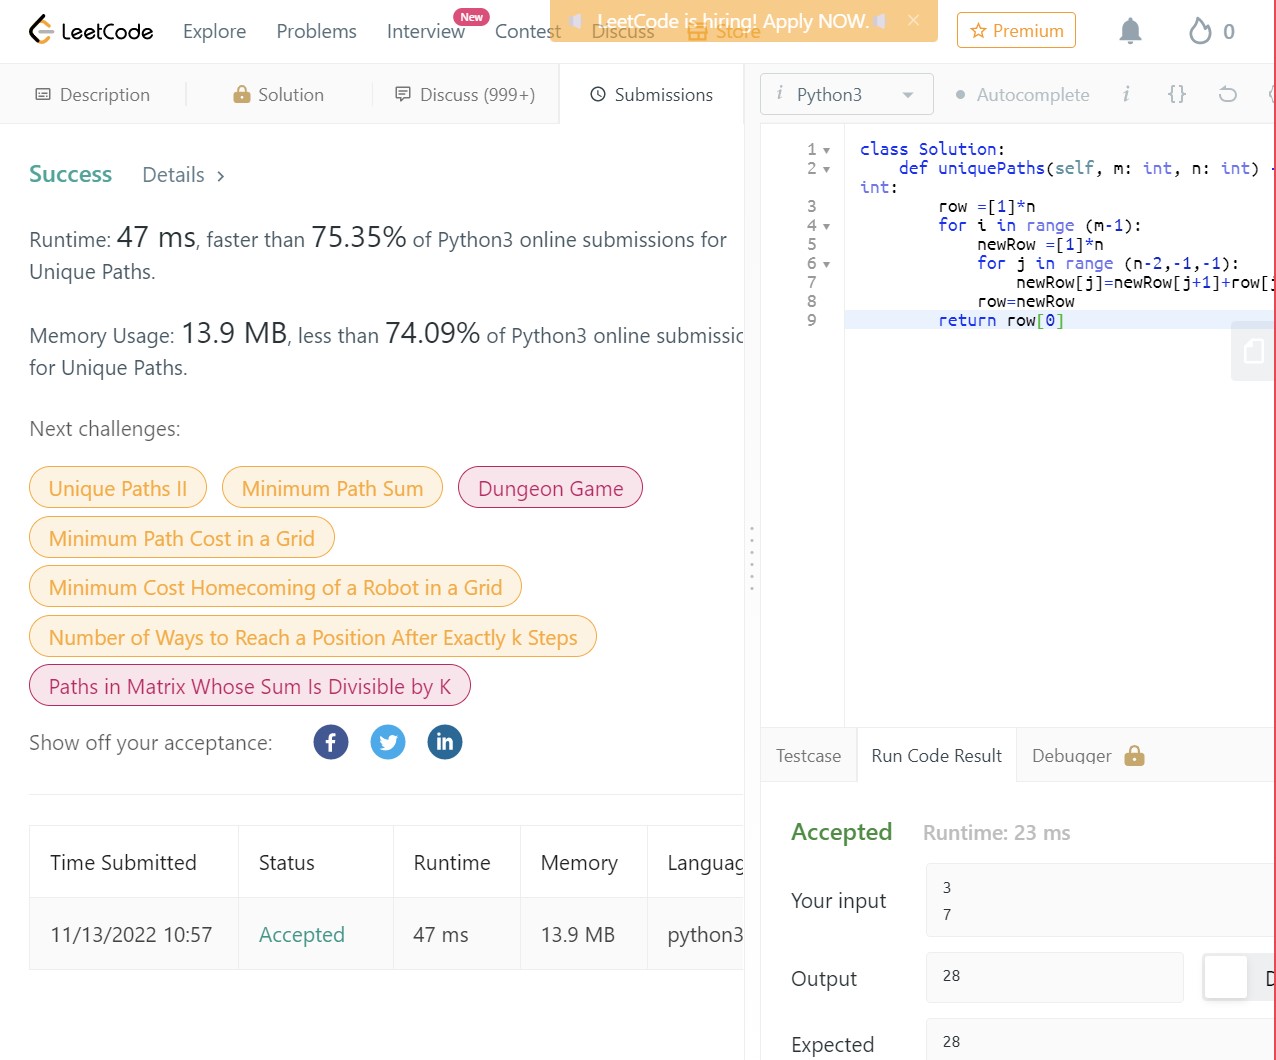 LeetCode Explore Problems Interview New Contest Discuss Store
LeetCode is hiring! Apply NOW.
Premium
0
Description Solution Discuss (999+) Submissions
Success Details
Runtime: 47 ms, faster than 75.35% of Python3 online submissions for
Unique Paths.
Memory Usage: 13.9 MB, less than 74.09% of Python3 online
for Unique Paths.
Next challenges:
Unique Paths II Minimum Path Sum Dungeon Game
Minimum Path Cost in a Grid
Minimum Cost Homecoming of a Robot in a Grid
Number of Ways to Reach a Position After Exactly k Steps
Paths in Matrix Whose Sum Is Divisible by K
Show off your acceptance:
Time Submitted Status Runtime Memory
11/13/2022 10:57 Accepted 47 ms 13.9 MB python3
i Python3 Autocomplete i {}
1 class Solution:
2 def uniquePaths(self, m: int, n: int)
int:
3 row =[1]*n
4 for i in range (m-1):
5 newRow =[1]*n
6 for j in range (n-2,-1,-1):
7 newRow[j]=newRow[j+1]+row[j
8 row=newRow
9 return row[0]
Testcase Run Code Result Debugger
Accepted Runtime: 23 ms
Your input
3
7
Output 28
Expected 28